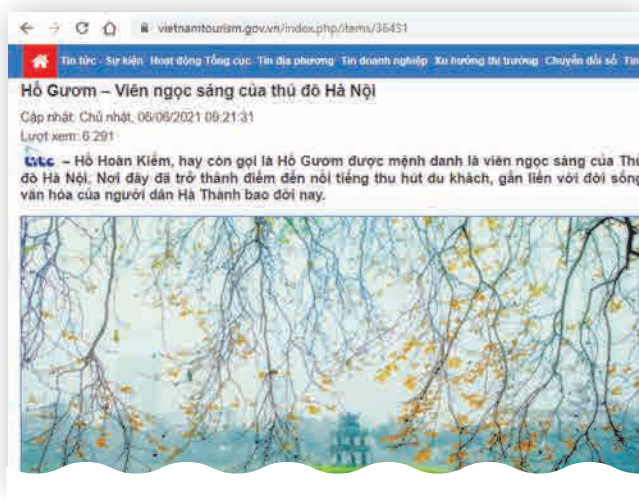 vietnamtourism.gov.vn/index.php/items/36431
Tin tức - Sự kiện Hoạt động Tổng cục Tin địa phương Tin doanh nghiệp Xu hướng thị trường Chuyển đổi số Tin
Hồ Gươm – Viên ngọc sáng của thủ đô Hà Nội
Cập nhật: Chủ nhật, 06/06/2021 09:21:31
Lượt xem: 6.291
titc – Hồ Hoàn Kiếm, hay còn gọi là Hồ Gươm được mệnh danh là viên ngọc sáng của Thủ
đô Hà Nội. Nơi đây đã trở thành điểm đến nổi tiếng thu hút du khách, gắn liền với đời sống
văn hóa của người dân Hà Thành bao đời nay.